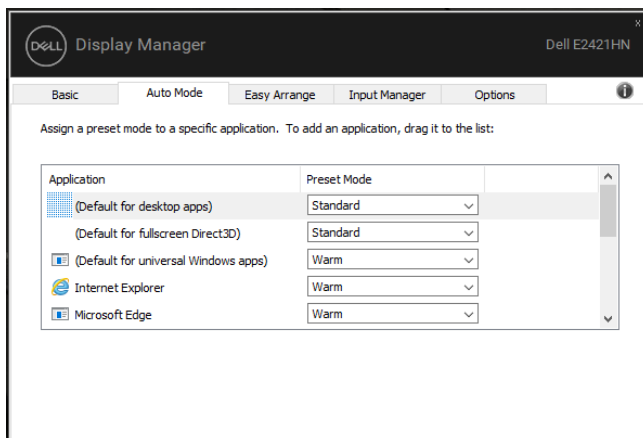 x
DELL Display Manager Dell E2421HN
Basic Auto Mode Easy Arrange Input Manager Options i
Assign a preset mode to a specific application. To add an application, drag it to the list:
Application Preset Mode
(Default for desktop apps) Standard
(Default for fullscreen Direct3D) Standard
(Default for universal Windows apps) Warm
Internet Explorer Warm
Microsoft Edge Warm